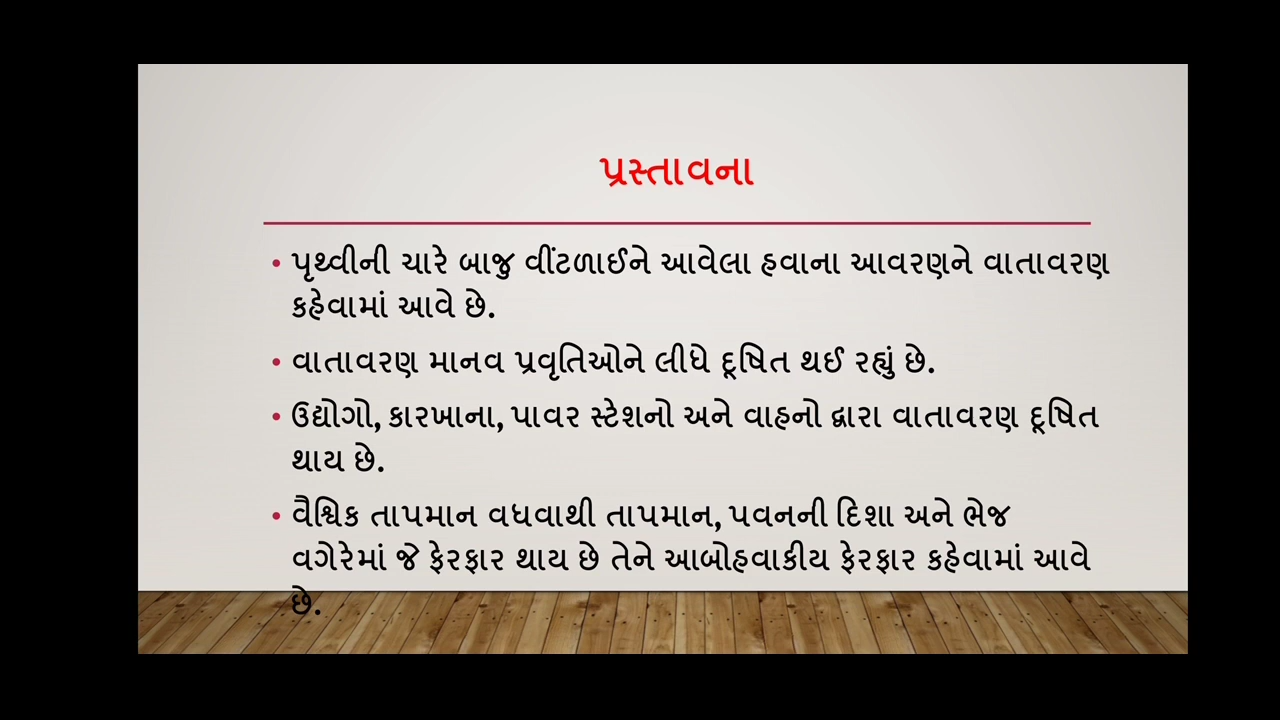 પ્રસ્તાવના
• પૃથ્વીની ચારે બાજુ વીંટળાઈને આવેલા હવાના આવરણને વાતાવરણ
કહેવામાં આવે છે.
• વાતાવરણ માનવ પ્રવૃતિઓને લીધે દૂષિત થઈ રહ્યું છે.
• ઉદ્યોગો, કારખાના, પાવર સ્ટેશનો અને વાહનો દ્વારા વાતાવરણ દૂષિત
થાય છે.
• વૈશ્વિક તાપમાન વધવાથી તાપમાન, પવનની દિશા અને ભેજ
વગેરેમાં જે ફેરફાર થાય છે તેને આબોહવાકીય ફેરફાર કહેવામાં આવે
છે.